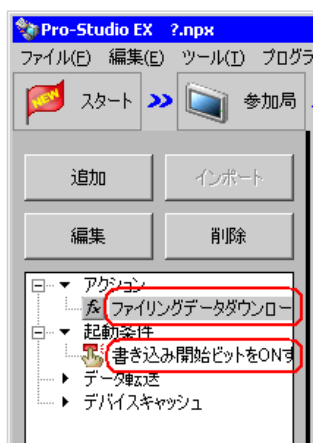 Pro-Studio EX ?.npx
ファイル(F) 編集(E) ツール(T) プログラ
NEW スタート 参加局
追加 インポート
編集 削除
アクション
fx ファイリングデータダウンロー
起動条件
書き込み開始ビットをONす
データ転送
デバイスキャッシュ